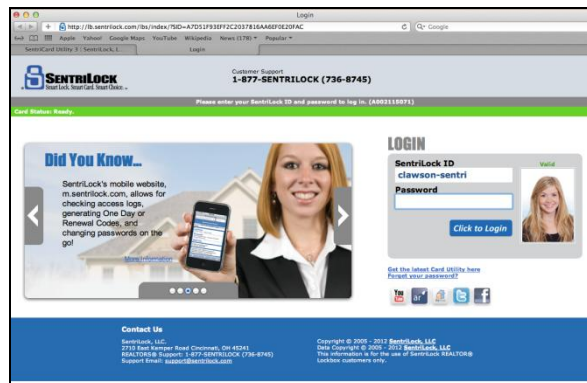 Login
http://lb.sentrilock.com/lbs/index/?SID=A7D51F93EFF2C2037816AA6EF0E20FAC
Google
Apple Yahoo! Google Maps YouTube Wikipedia News (178) Popular
SentriCard Utility 3 | SentriLock, L... Login
SENTRILOCK
Smart Lock. Smart Card. Smart Choice.
Customer Support
1-877-SENTRILOCK (736-8745)
Please enter your SentriLock ID and password to log in. (A002115071)
Card Status: Ready.
Did You Know...
SentriLock's mobile website,
m.sentrilock.com, allows for
checking access logs,
generating One Day or
Renewal Codes, and
changing passwords on the
go!
More Information
LOGIN
SentriLock ID
Valid
clawson-sentri
Password
Click to Login
Get the latest Card Utility here
Forgot your password?
You
ar
f
Contact Us
SentriLock, LLC.
2710 East Kemper Road Cincinnati, OH 45241
REALTORS® Support: 1-877-SENTRILOCK (736-8745)
Support Email: support@sentrilock.com
Copyright © 2005 - 2012 SentriLock, LLC
Data Copyright © 2005 - 2012 SentriLock, LLC
This information is for the use of SentriLock REALTOR®
Lockbox customers only.